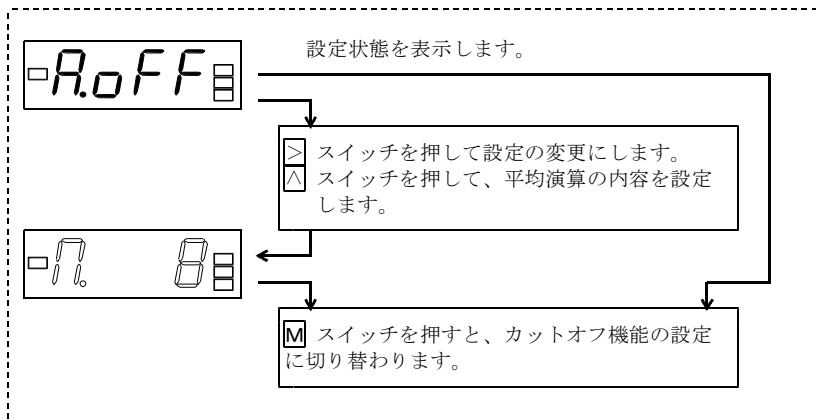 設定状態を表示します。
A.oFF
> スイッチを押して設定の変更にします。
∧ スイッチを押して、平均演算の内容を設定
します。
n. 8
M スイッチを押すと、カットオフ機能の設定
に切り替わります。